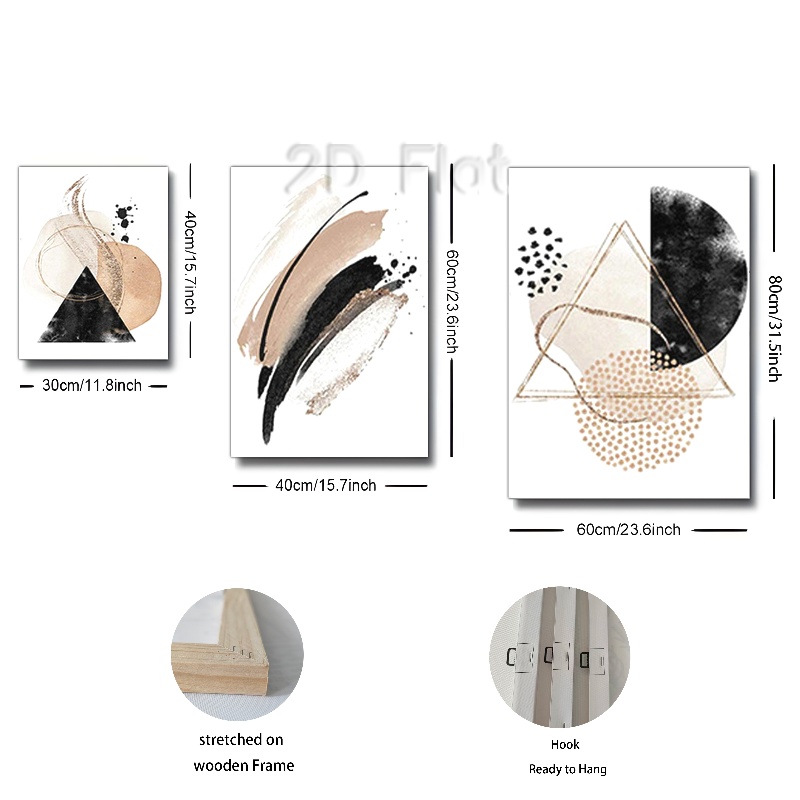 2D Flat
40cm/15.7inch
30cm/11.8inch
60cm/23.6inch
40cm/15.7inch
80cm/31.5inch
60cm/23.6inch
stretched on
wooden Frame
Hook
Ready to Hang